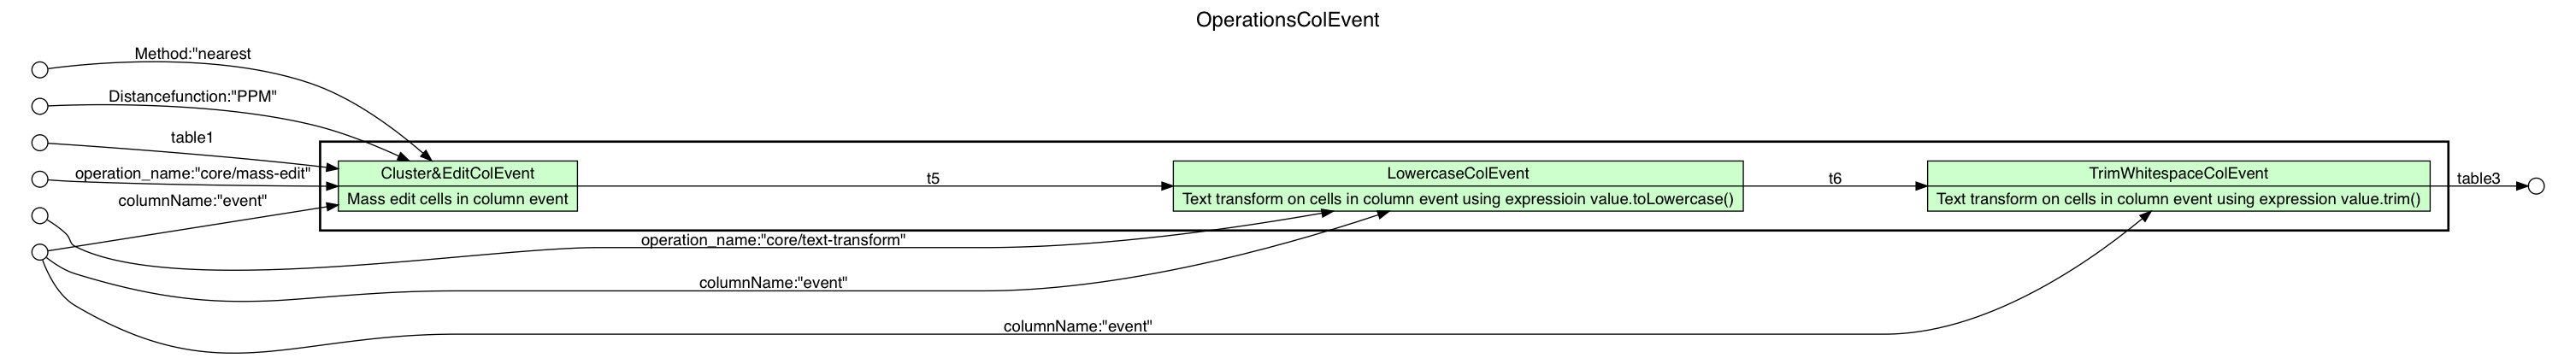 OperationsColEvent
Method:"nearest
Distancefunction:"PPM"
table1
operation_name:"core/mass-edit"
columnName:"event"
Cluster&EditColEvent
Mass edit cells in column event
t5
LowercaseColEvent
Text transform on cells in column event using expressioin value.toLowercase()
t6
TrimWhitespaceColEvent
Text transform on cells in column event using expression value.trim()
table3
operation_name:"core/text-transform"
columnName:"event"
columnName:"event"